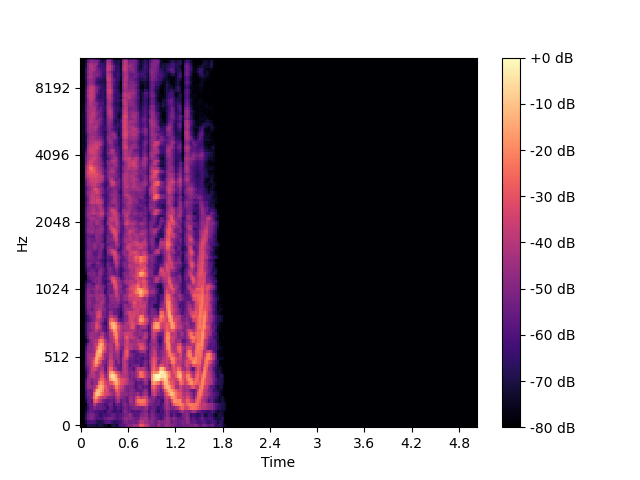 +0 dB
8192
-10 dB
4096
-20 dB
-30 dB
2048
Hz
-40 dB
1024
-50 dB
-60 dB
512
-70 dB
0
-80 dB
0 0.6 1.2 1.8 2.4 3 3.6 4.2 4.8
Time